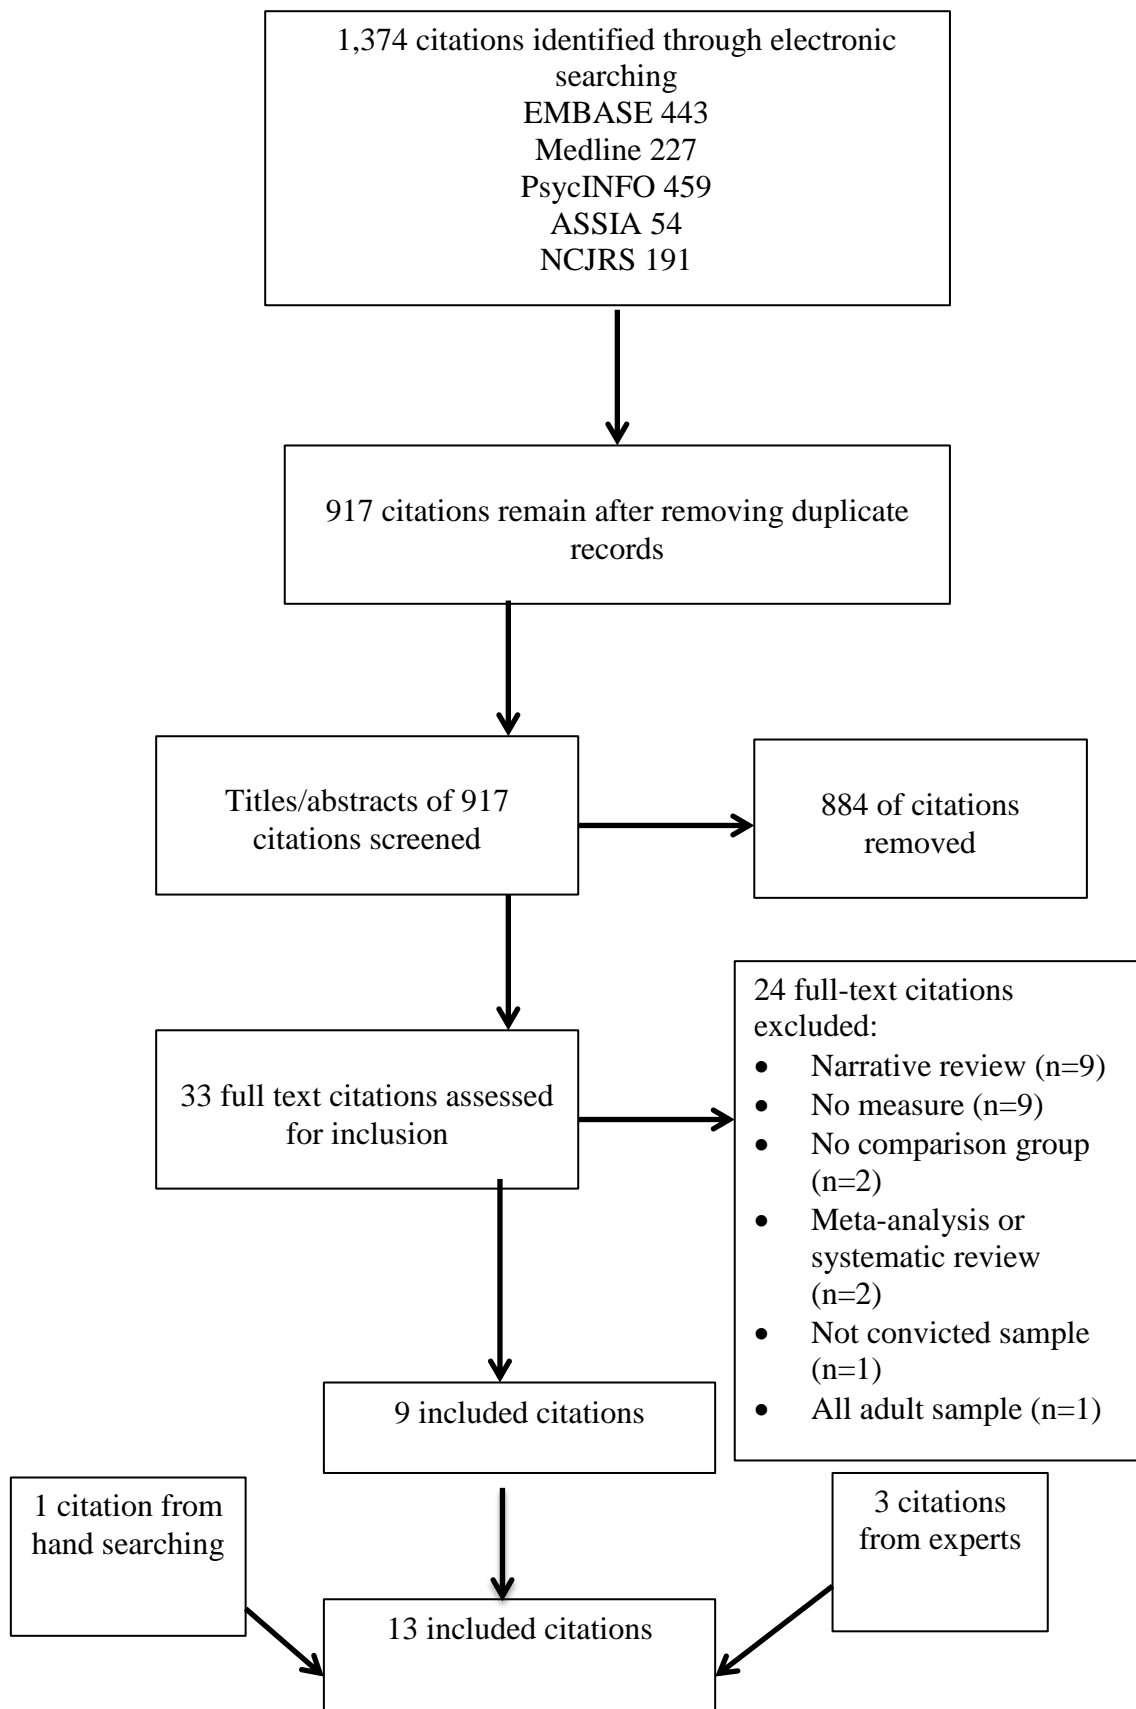 1,374 citations identified through electronic
searching
EMBASE 443
Medline 227
PsycINFO 459
ASSIA 54
NCJRS 191
917 citations remain after removing duplicate
records
Titles/abstracts of 917
citations screened
884 of citations
removed
33 full text citations assessed
for inclusion
24 full-text citations
excluded:
• Narrative review (n=9)
• No measure (n=9)
• No comparison group
(n=2)
• Meta-analysis or
systematic review
(n=2)
• Not convicted sample
(n=1)
• All adult sample (n=1)
9 included citations
1 citation from
hand searching
3 citations
from experts
13 included citations